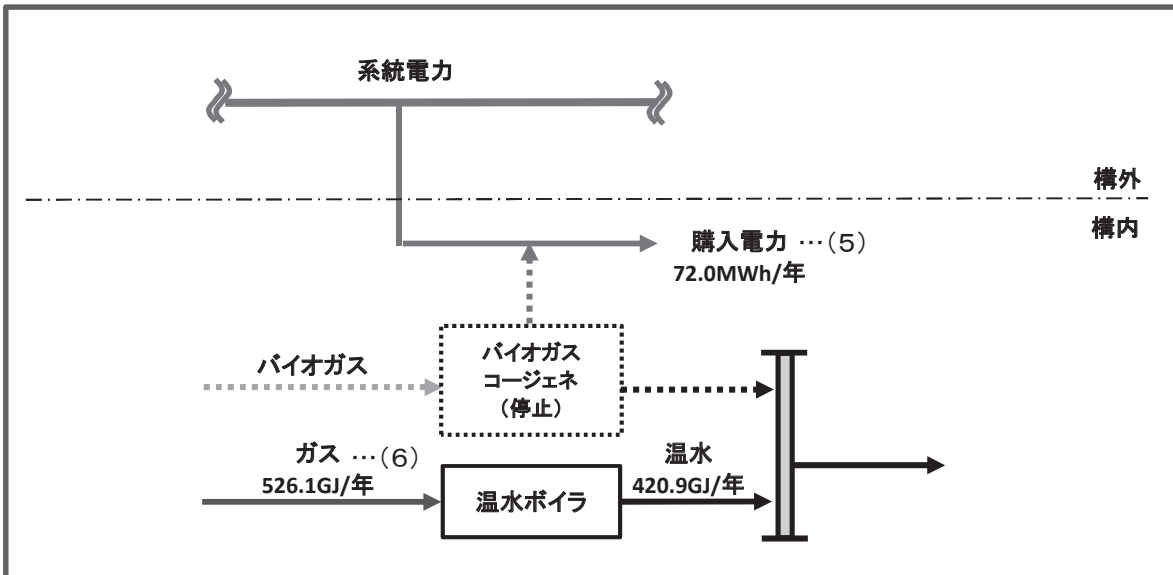 系統電力
構外
構内
購入電力 …(5)
72.0MWh/年
バイオガス
バイオガス
コージェネ
(停止)
ガス …(6)
526.1GJ/年
温水ボイラ
温水
420.9GJ/年